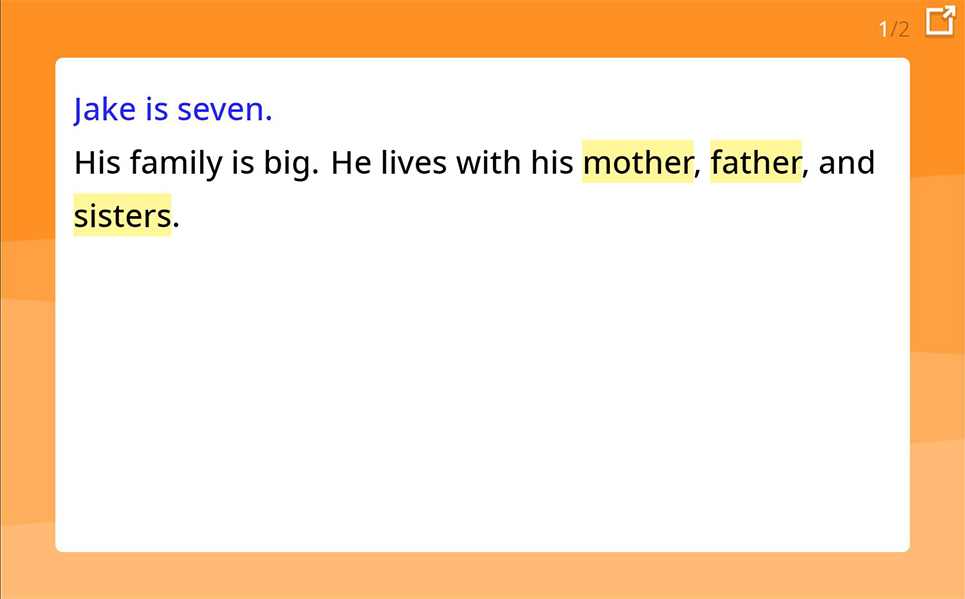 1/2
Jake is seven.
His family is big. He lives with his mother, father, and
sisters.